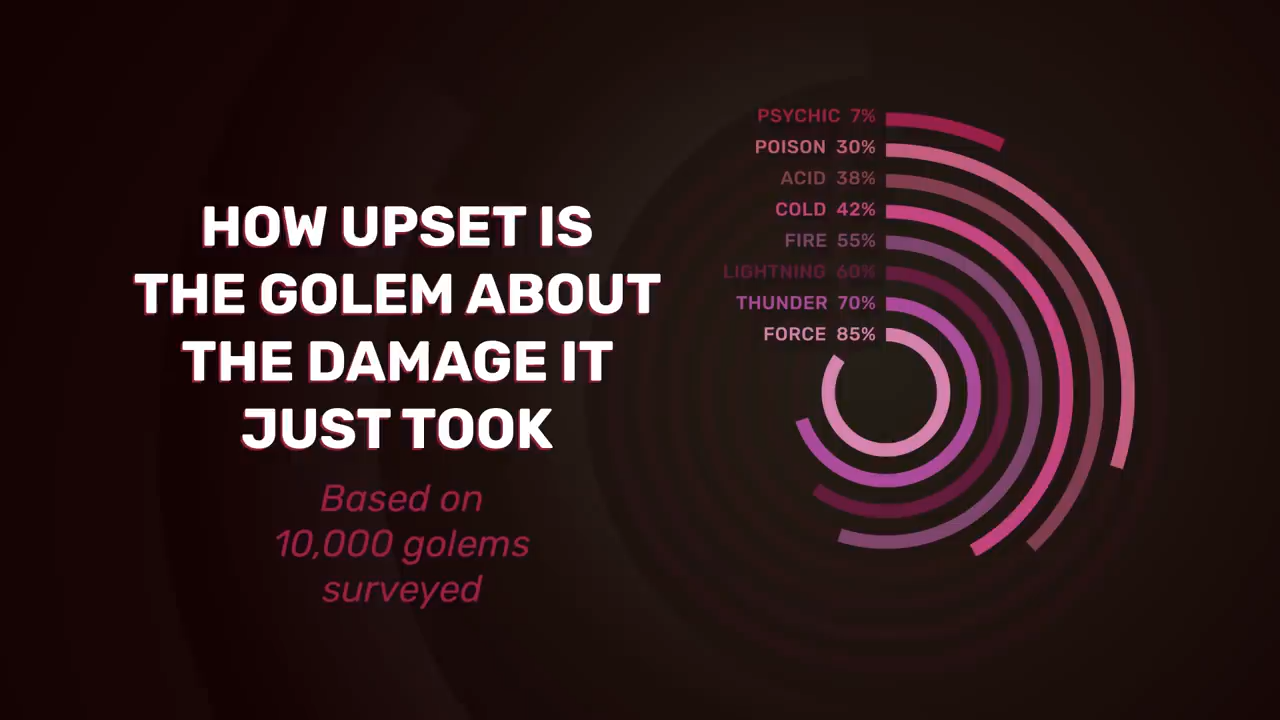 HOW UPSET IS
THE GOLEM ABOUT
THE DAMAGE IT
JUST TOOK
Based on
10,000 golems
surveyed
PSYCHIC 7%
POISON 30%
ACID 38%
COLD 42%
FIRE 55%
LIGHTNING 60%
THUNDER 70%
FORCE 85%